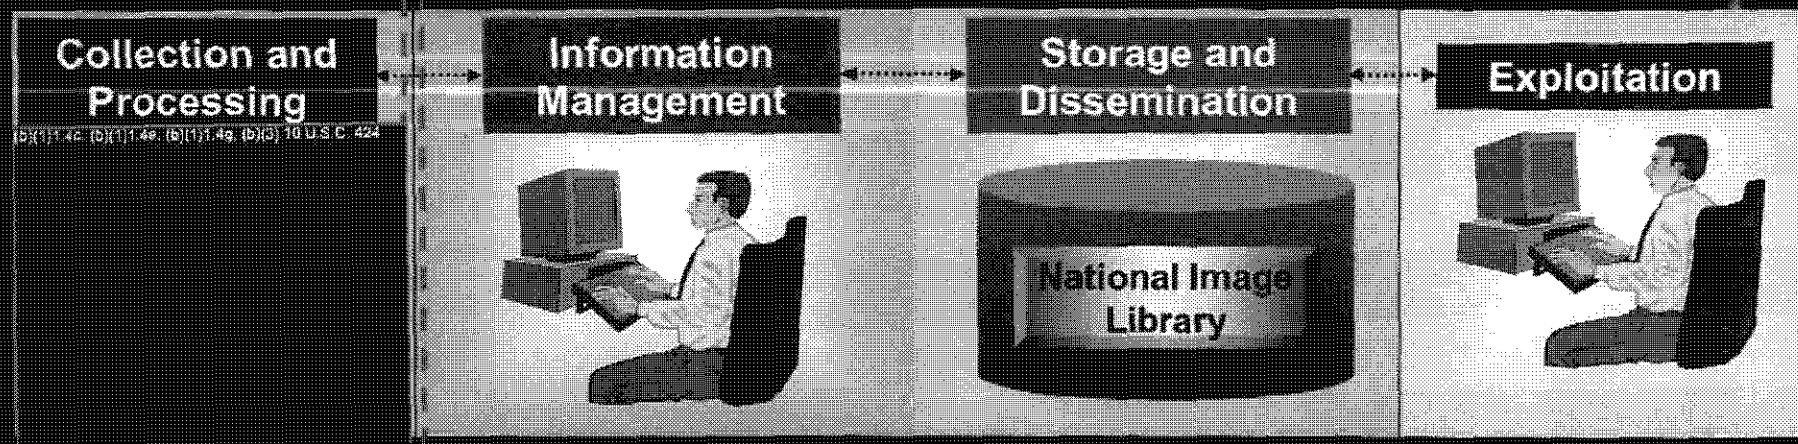 Collection and
Processing
(b)(1)1.4c, (b)(1)1.4e, (b)(1)1.4g, (b)(3) 10 U.S.C. 424
Information
Management
Storage and
Dissemination
National Image
Library
Exploitation